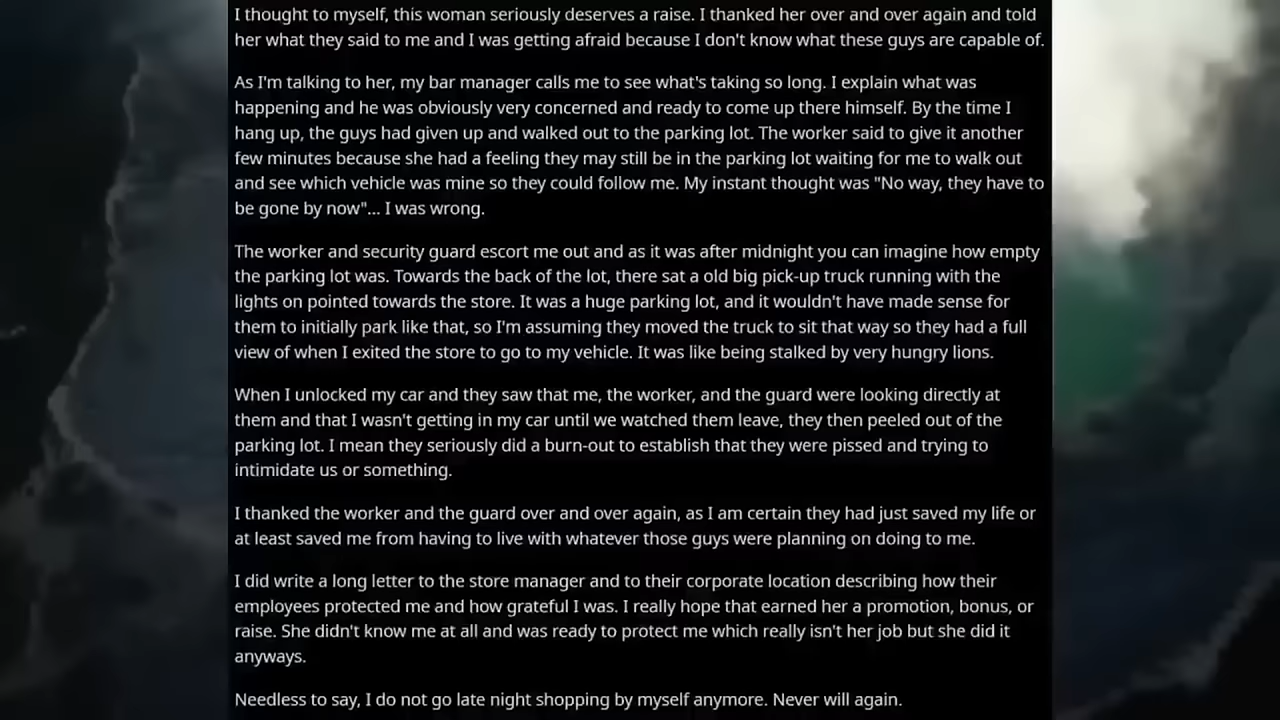 I thought to myself, this woman seriously deserves a raise. I thanked her over and over again and told
her what they said to me and I was getting afraid because I don't know what these guys are capable of.
As I'm talking to her, my bar manager calls me to see what's taking so long. I explain what was
happening and he was obviously very concerned and ready to come up there himself. By the time I
hang up, the guys had given up and walked out to the parking lot. The worker said to give it another
few minutes because she had a feeling they may still be in the parking lot waiting for me to walk out
and see which vehicle was mine so they could follow me. My instant thought was "No way, they have to
be gone by now"... I was wrong.
The worker and security guard escort me out and as it was after midnight you can imagine how empty
the parking lot was. Towards the back of the lot, there sat a old big pick-up truck running with the
lights on pointed towards the store. It was a huge parking lot, and it wouldn't have made sense for
them to initially park like that, so I'm assuming they moved the truck to sit that way so they had a full
view of when I exited the store to go to my vehicle. It was like being stalked by very hungry lions.
When I unlocked my car and they saw that me, the worker, and the guard were looking directly at
them and that I wasn't getting in my car until we watched them leave, they then peeled out of the
parking lot. I mean they seriously did a burn-out to establish that they were pissed and trying to
intimidate us or something.
I thanked the worker and the guard over and over again, as I am certain they had just saved my life or
at least saved me from having to live with whatever those guys were planning on doing to me.
I did write a long letter to the store manager and to their corporate location describing how their
employees protected me and how grateful I was. I really hope that earned her a promotion, bonus, or
raise. She didn't know me at all and was ready to protect me which really isn't her job but she did it
anyways.
Needless to say, I do not go late night shopping by myself anymore. Never will again.